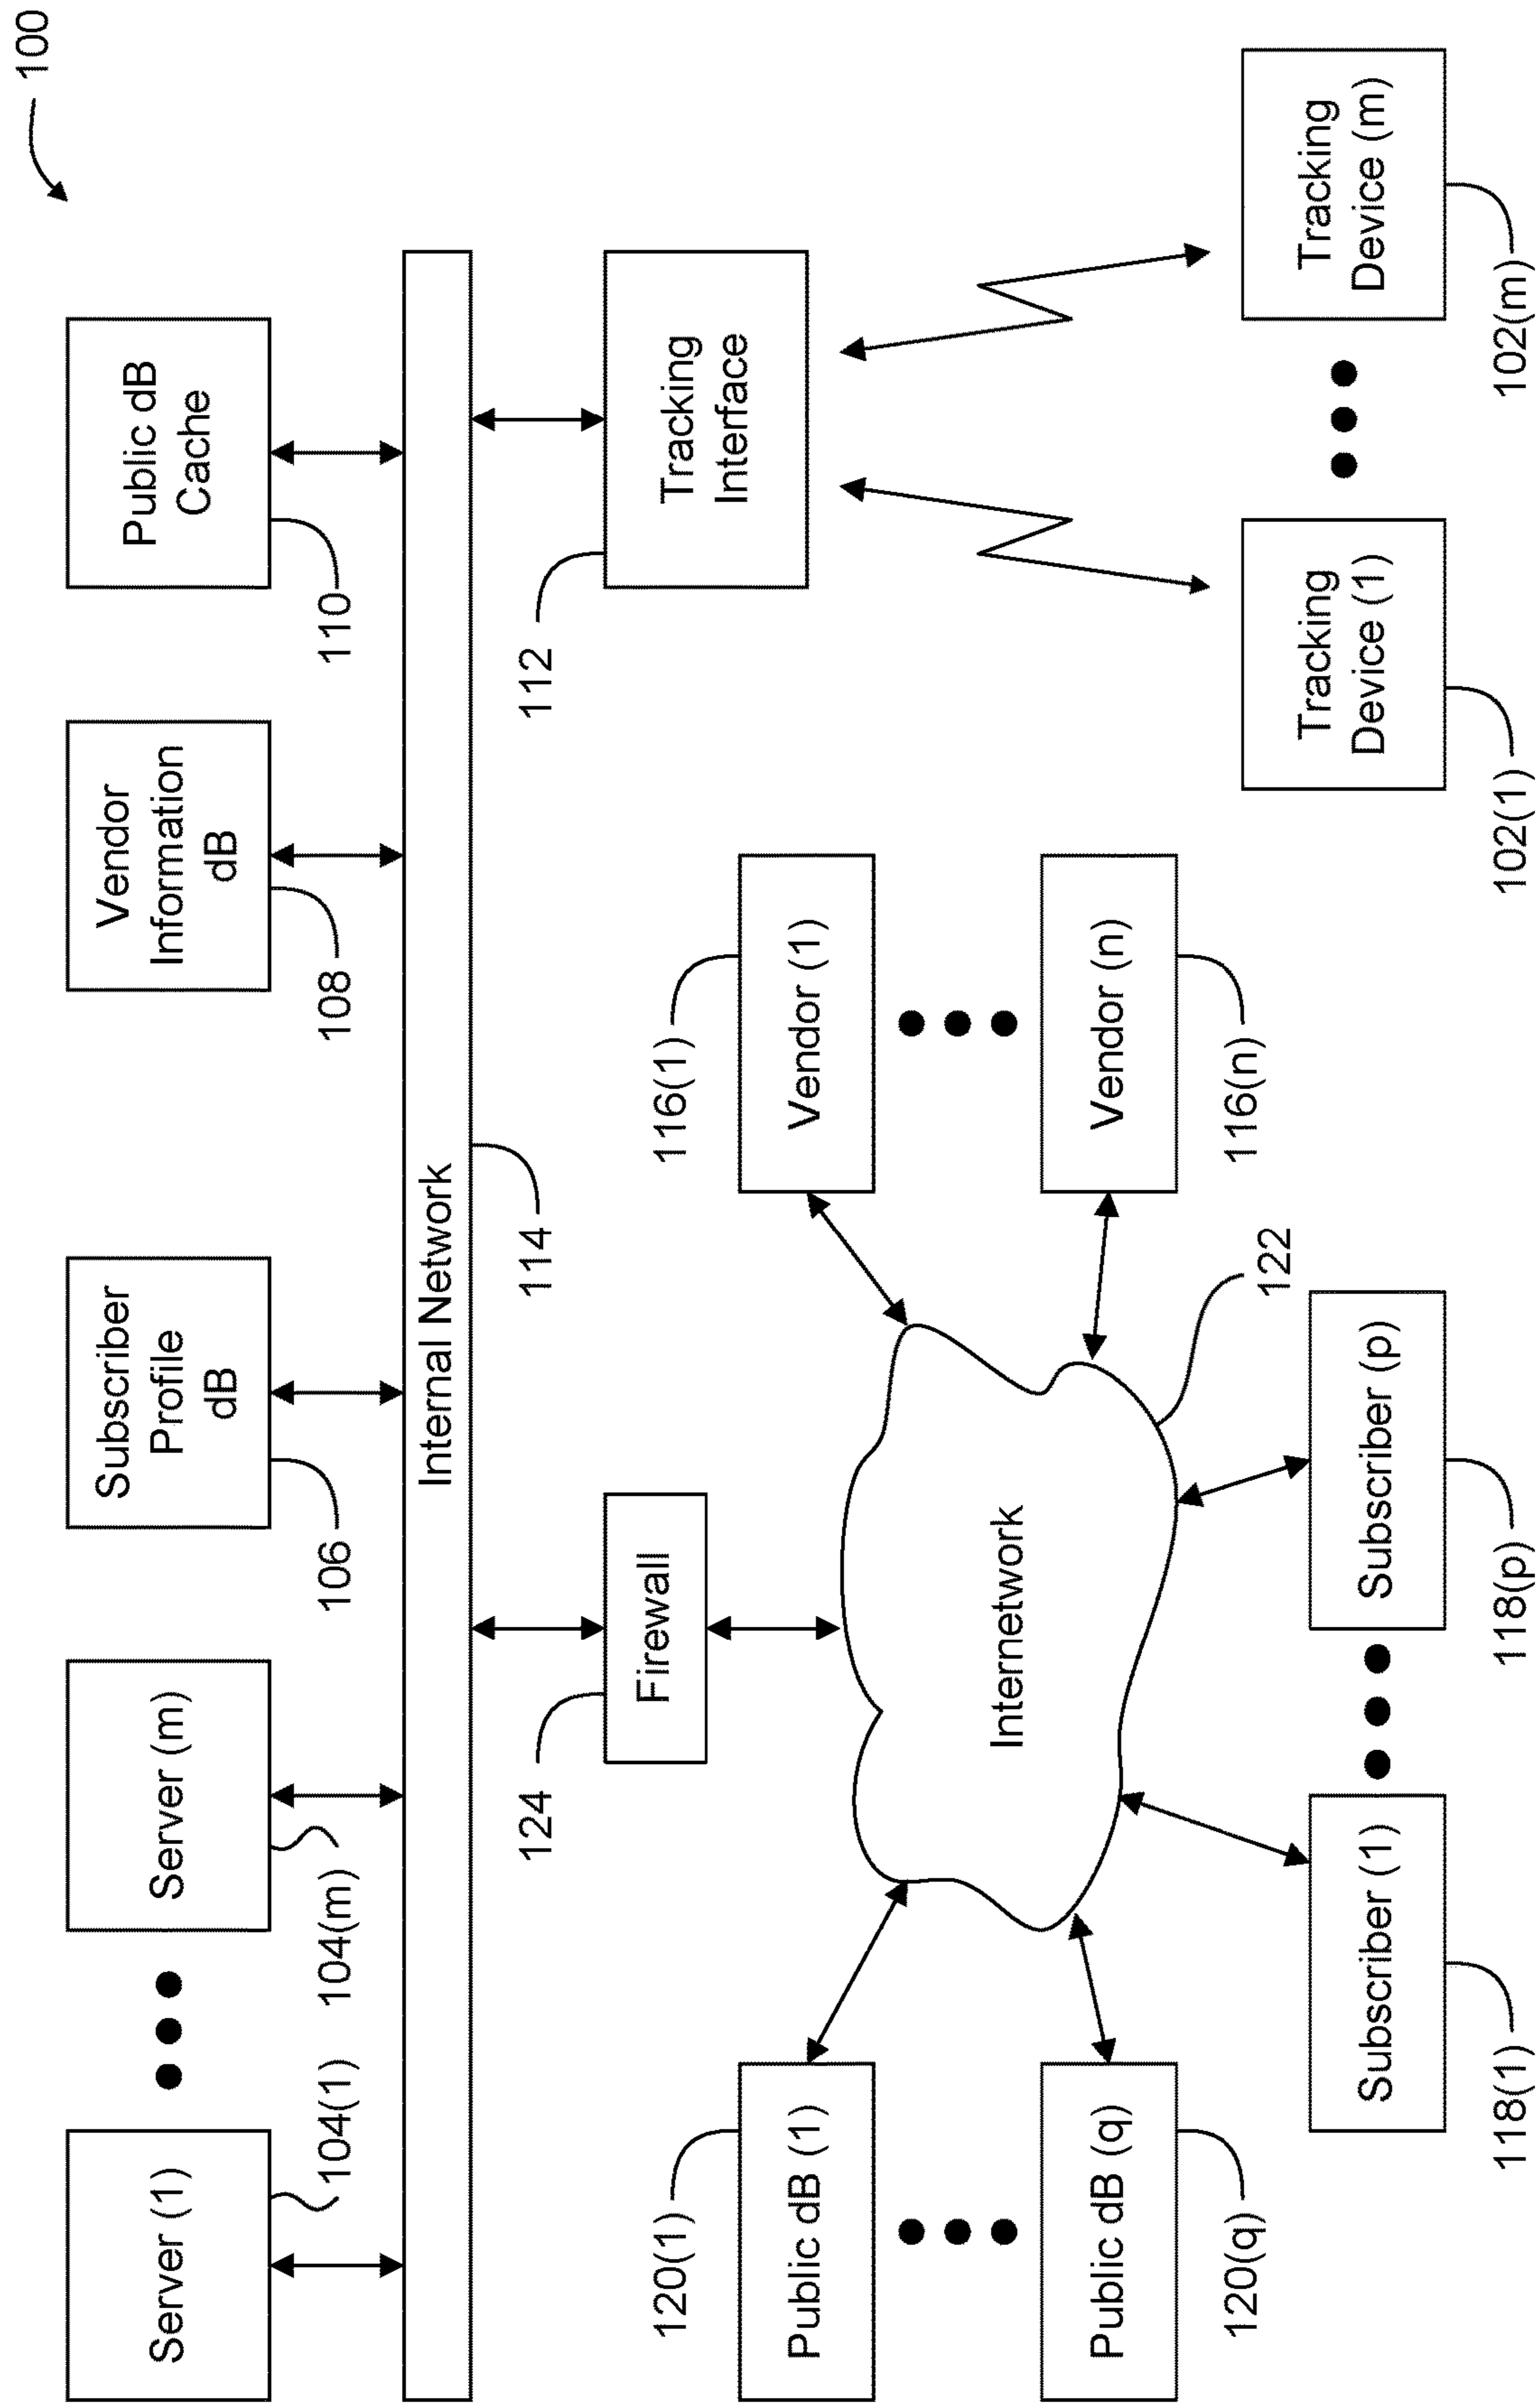 100
Server (1)
104(1)
Server (m)
104(m)
Subscriber
Profile
dB
106
Vendor
Information
dB
108
Public dB
Cache
110
Internal Network
114
Firewall
124
Tracking
Interface
112
Internetwork
122
Public dB (1)
120(1)
Public dB (q)
120(q)
Vendor (1)
116(1)
Vendor (n)
116(n)
Subscriber (1)
118(1)
Subscriber (p)
118(p)
Tracking
Device (1)
102(1)
Tracking
Device (m)
102(m)